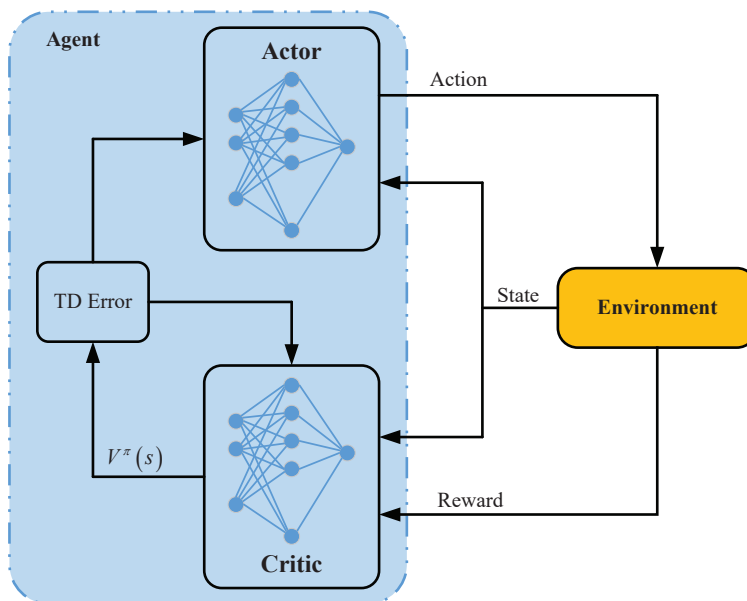 Agent
Actor
Action
TD Error
State
Environment
V^π(s)
Reward
Critic